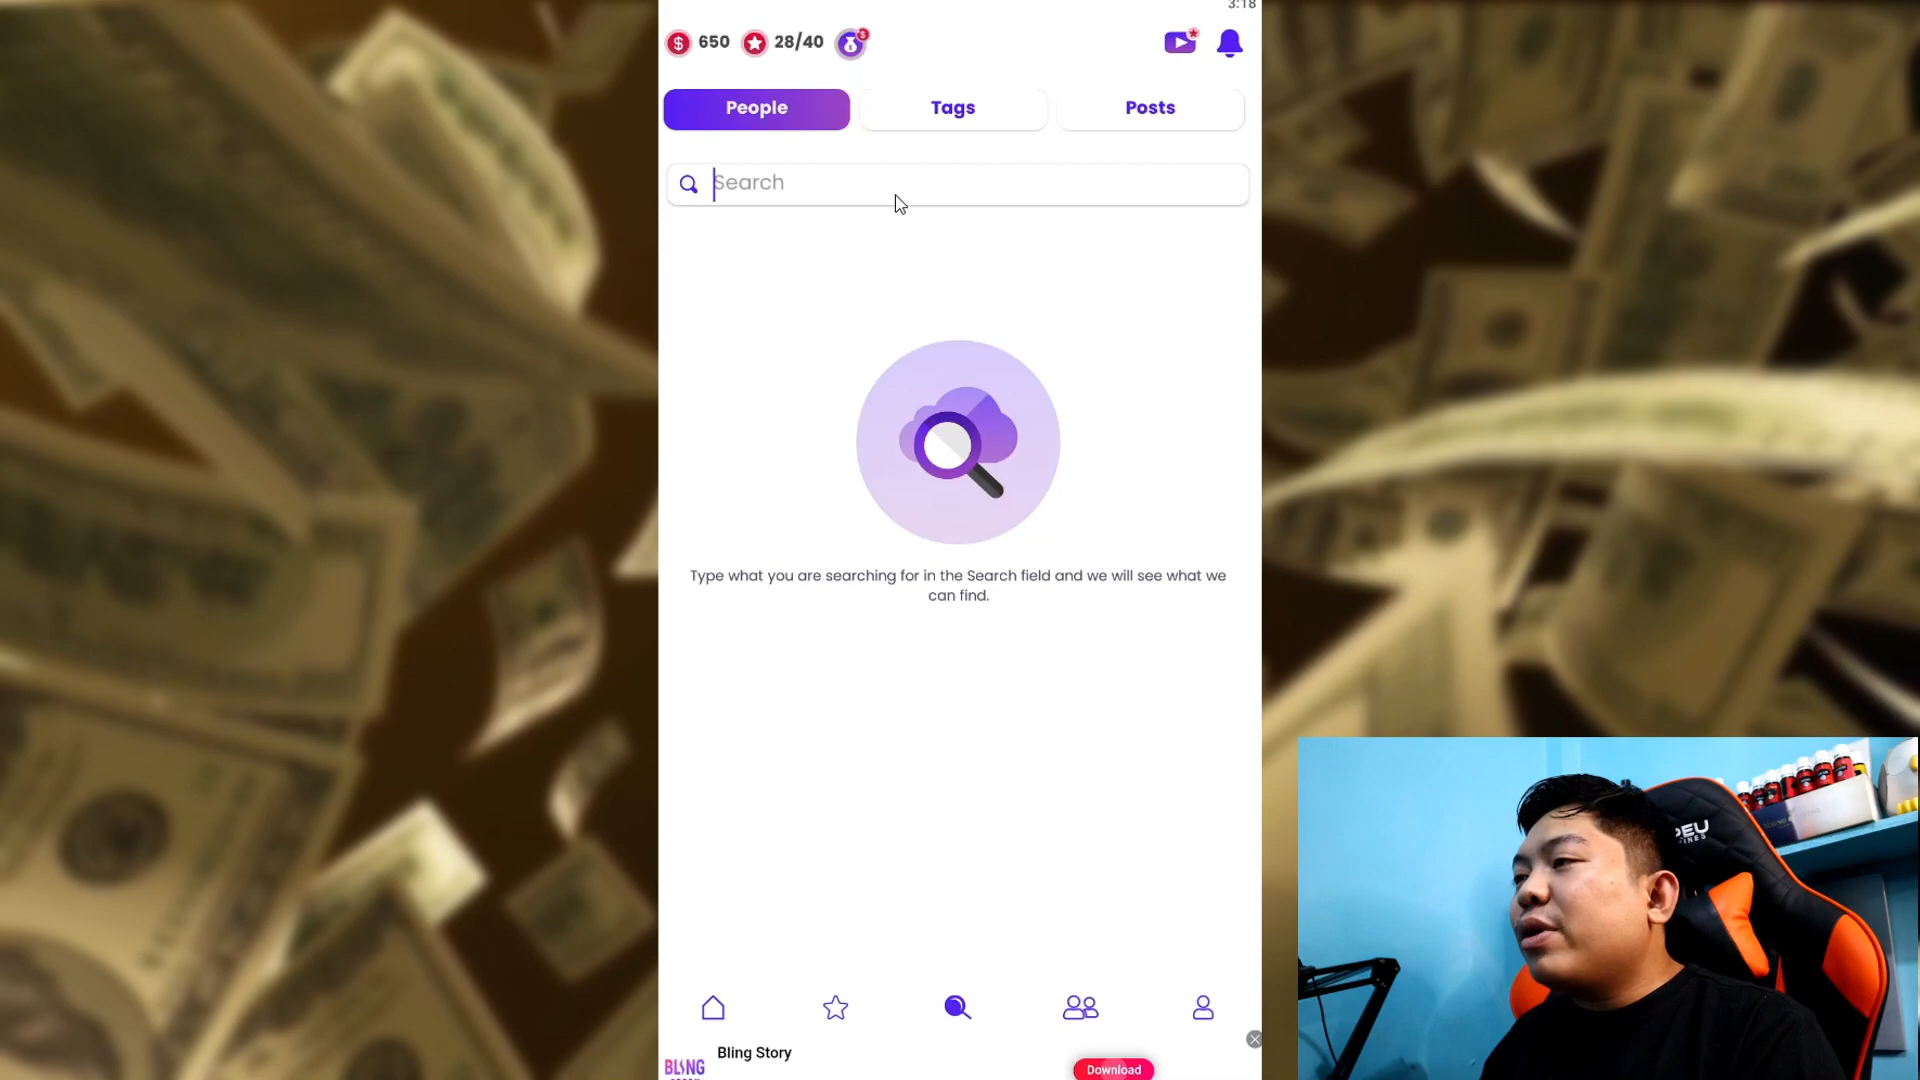 3:18
650
28/40
People
Tags
Posts
Search
Type what you are searching for in the Search field and we will see what we
can find.
Bling Story
BLING
Download